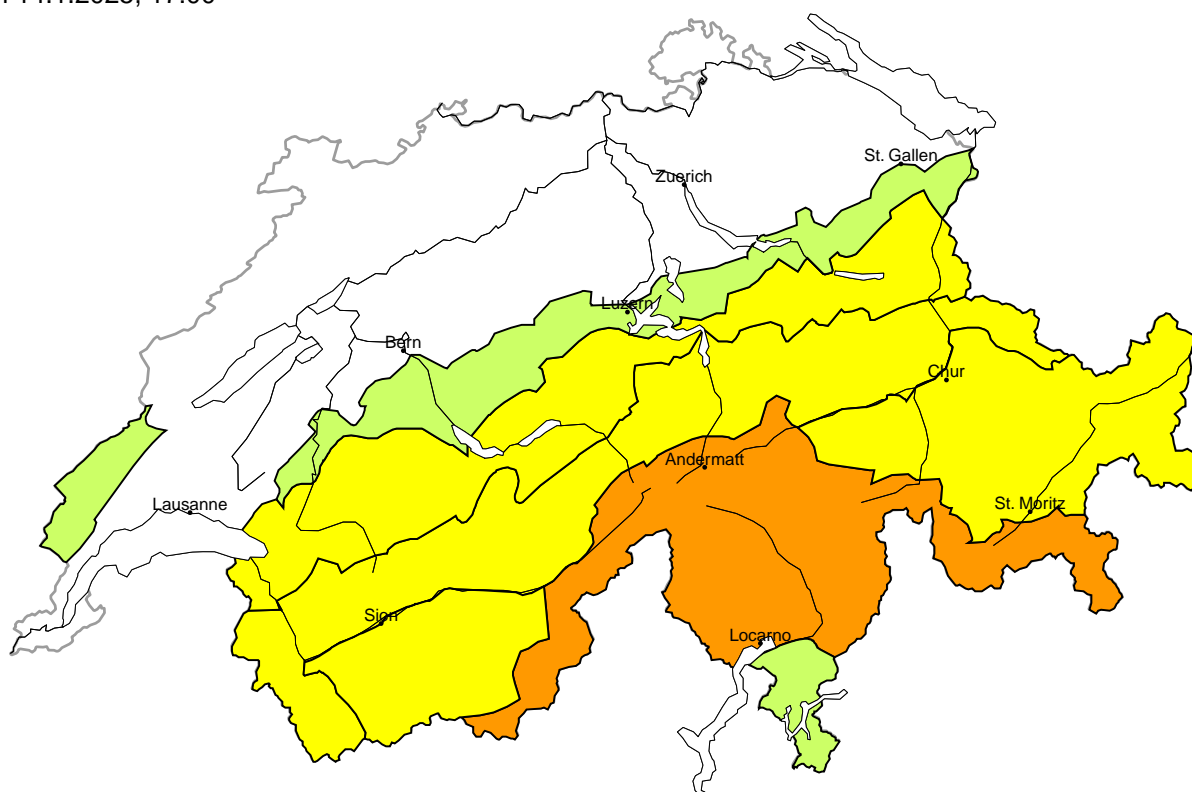 St. Gallen
Zuerich
Luzern
Bern
Chur
Andermatt
Lausanne
St. Moritz
Sion
Locarno